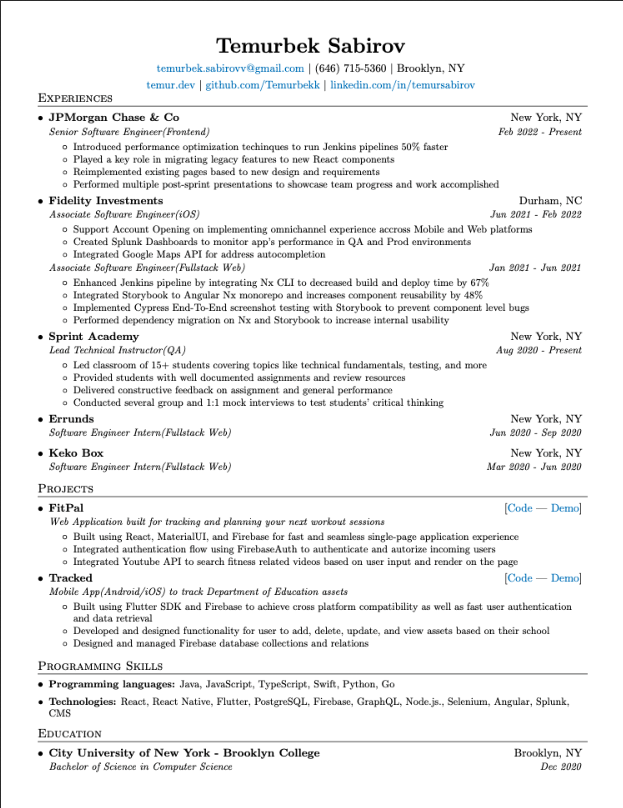 Temurbek Sabirov
temurbek.sabirovv@gmail.com | (646) 715-5360 | Brooklyn, NY
temur.dev | github.com/Temurbekk | linkedin.com/in/temursabirov
Experiences
• JPMorgan Chase & Co New York, NY
Senior Software Engineer(Frontend) Feb 2022 - Present
◦ Introduced performance optimization techinques to run Jenkins pipelines 50% faster
◦ Played a key role in migrating legacy features to new React components
◦ Reimplemented existing pages based to new design and requirements
◦ Performed multiple post-sprint presentations to showcase team progress and work accomplished
• Fidelity Investments Durham, NC
Associate Software Engineer(iOS) Jun 2021 - Feb 2022
◦ Support Account Opening on implementing omnichannel experience accross Mobile and Web platforms
◦ Created Splunk Dashboards to monitor app's performance in QA and Prod environments
◦ Integrated Google Maps API for address autocompletion
Associate Software Engineer(Fullstack Web) Jan 2021 - Jun 2021
◦ Enhanced Jenkins pipeline by integrating Nx CLI to decreased build and deploy time by 67%
◦ Integrated Storybook to Angular Nx monorepo and increases component reusability by 48%
◦ Implemented Cypress End-To-End screenshot testing with Storybook to prevent component level bugs
◦ Performed dependency migration on Nx and Storybook to increase internal usability
• Sprint Academy New York, NY
Lead Technical Instructor(QA) Aug 2020 - Present
◦ Led classroom of 15+ students covering topics like technical fundamentals, testing, and more
◦ Provided students with well documented assignments and review resources
◦ Delivered constructive feedback on assignment and general performance
◦ Conducted several group and 1:1 mock interviews to test students' critical thinking
• Errunds New York, NY
Software Engineer Intern(Fullstack Web) Jun 2020 - Sep 2020
• Keko Box New York, NY
Software Engineer Intern(Fullstack Web) Mar 2020 - Jun 2020
Projects
• FitPal [Code — Demo]
Web Application built for tracking and planning your next workout sessions
◦ Built using React, MaterialUI, and Firebase for fast and seamless single-page application experience
◦ Integrated authentication flow using FirebaseAuth to authenticate and autorize incoming users
◦ Integrated Youtube API to search fitness related videos based on user input and render on the page
• Tracked [Code — Demo]
Mobile App(Android/iOS) to track Department of Education assets
◦ Built using Flutter SDK and Firebase to achieve cross platform compatibility as well as fast user authentication
and data retrieval
◦ Developed and designed functionality for user to add, delete, update, and view assets based on their school
◦ Designed and managed Firebase database collections and relations
Programming Skills
• Programming languages: Java, JavaScript, TypeScript, Swift, Python, Go
• Technologies: React, React Native, Flutter, PostgreSQL, Firebase, GraphQL, Node.js., Selenium, Angular, Splunk,
CMS
Education
• City University of New York - Brooklyn College Brooklyn, NY
Bachelor of Science in Computer Science Dec 2020